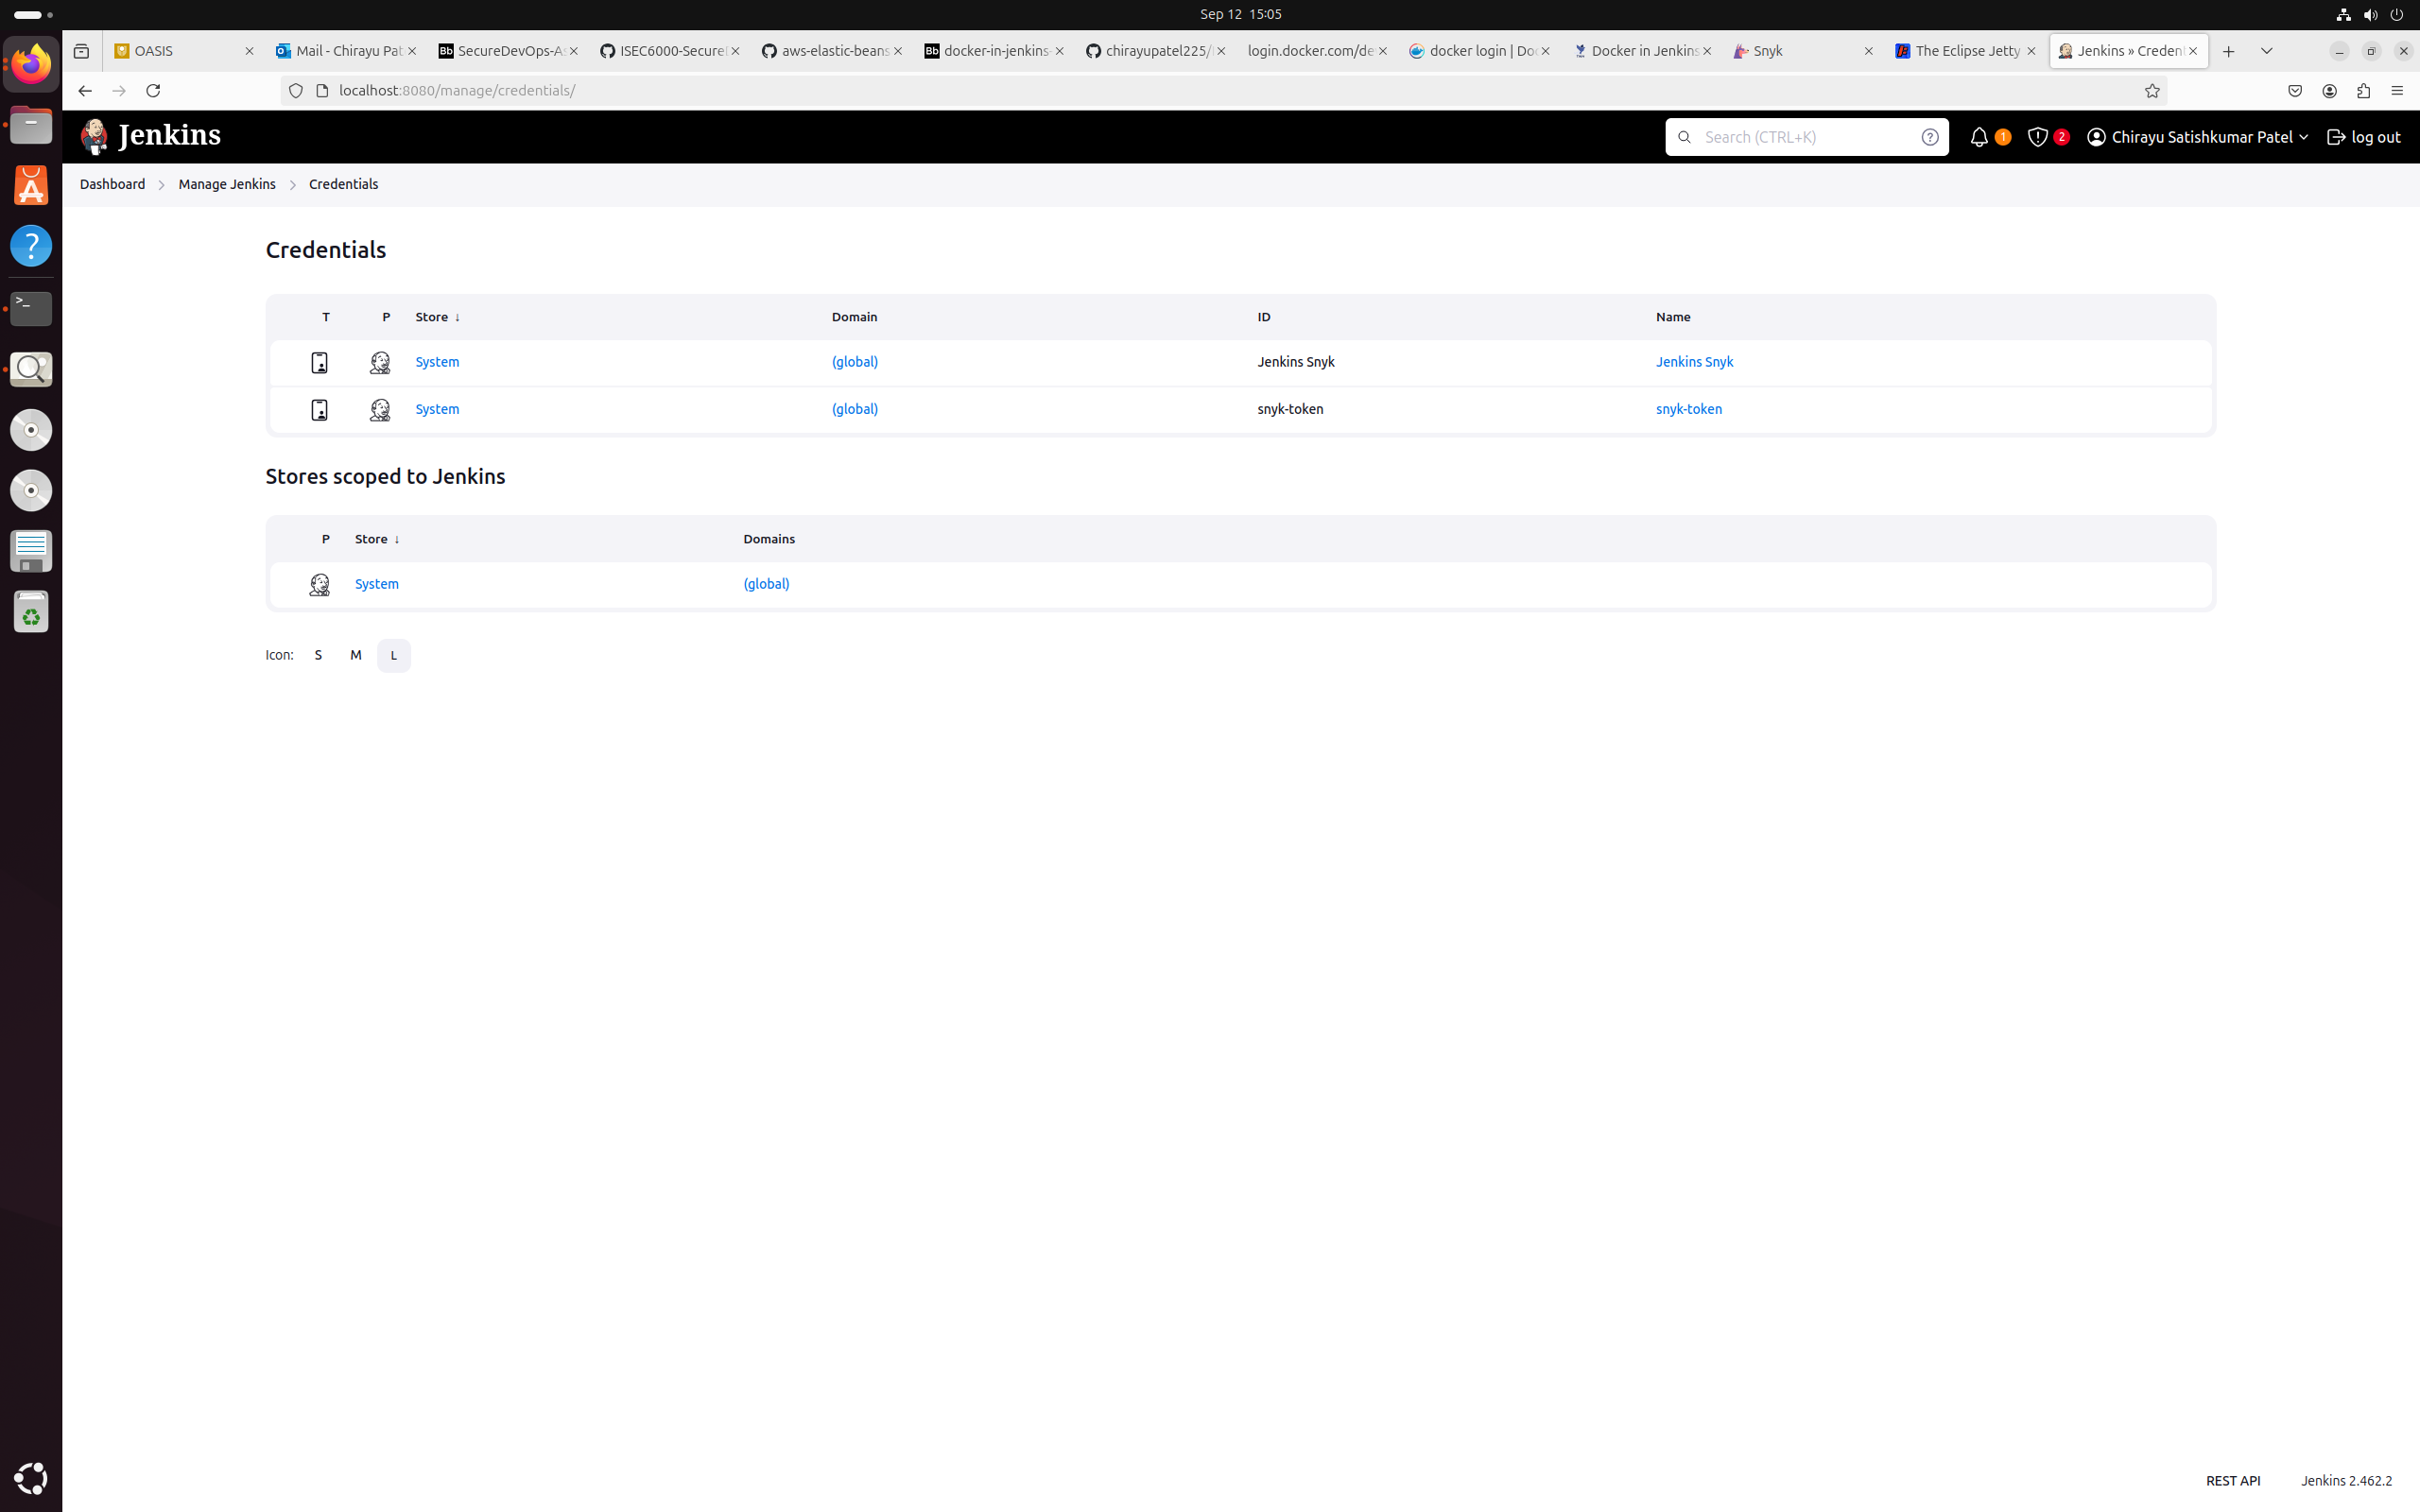 Sep 12 15:05
OASIS
Mail - Chirayu Pat
SecureDevOps-As
ISEC6000-Secure
aws-elastic-beans
docker-in-jenkins-
chirayupatel225/
login.docker.com/de
docker login | Doc
Docker in Jenkins
Snyk
The Eclipse Jetty
Jenkins » Credent
localhost:8080/manage/credentials/
Jenkins
Search (CTRL+K)
1
2
Chirayu Satishkumar Patel
log out
Dashboard
Manage Jenkins
Credentials
Credentials
T P Store ↓ Domain ID Name
System (global) Jenkins Snyk Jenkins Snyk
System (global) snyk-token snyk-token
Stores scoped to Jenkins
P Store ↓ Domains
System (global)
Icon: S M L
REST API Jenkins 2.462.2